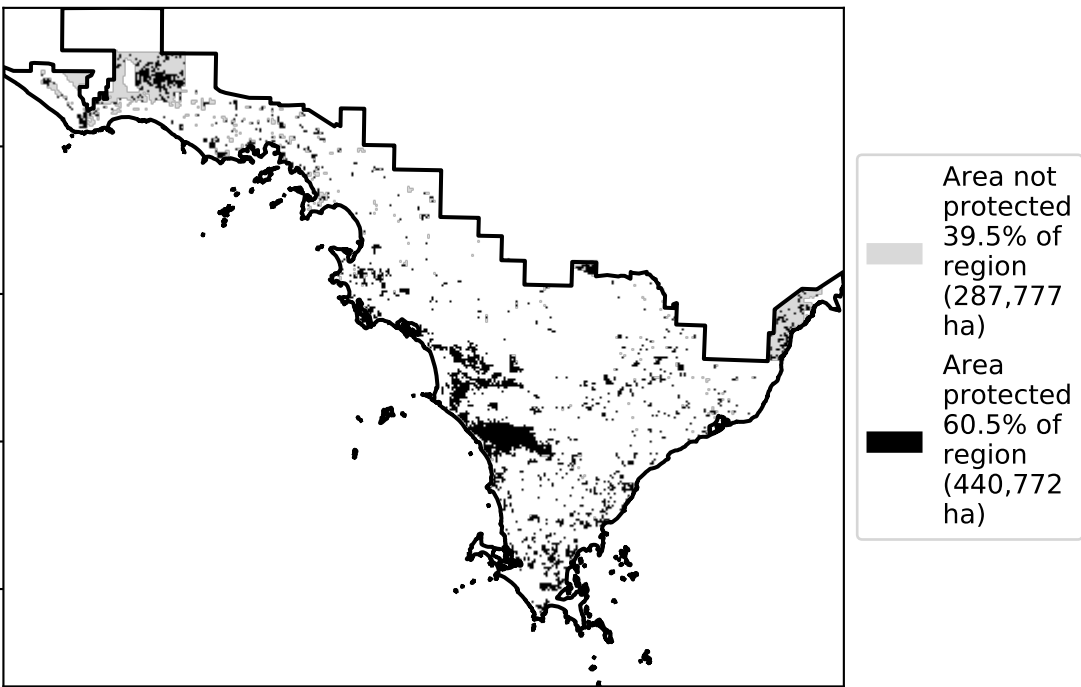 Area not
protected
39.5% of
region
(287,777
ha)
Area
protected
60.5% of
region
(440,772
ha)